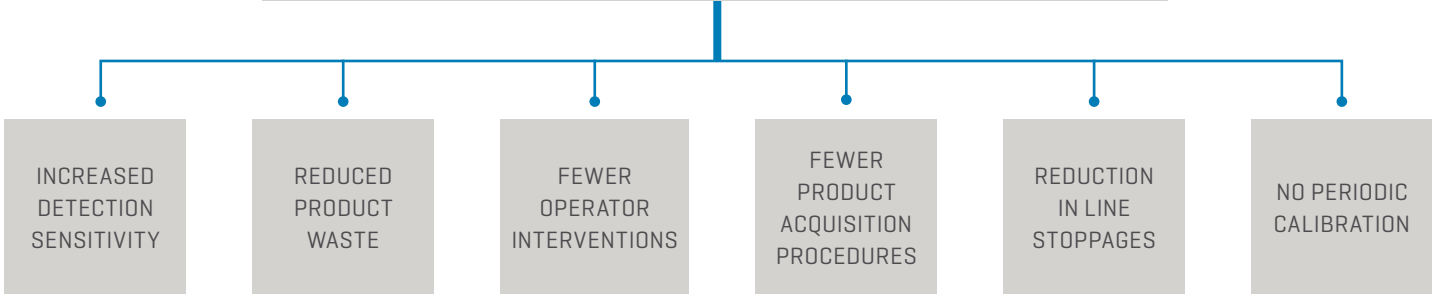 INCREASED
DETECTION
SENSITIVITY
REDUCED
PRODUCT
WASTE
FEWER
OPERATOR
INTERVENTIONS
FEWER
PRODUCT
ACQUISITION
PROCEDURES
REDUCTION
IN LINE
STOPPAGES
NO PERIODIC
CALIBRATION